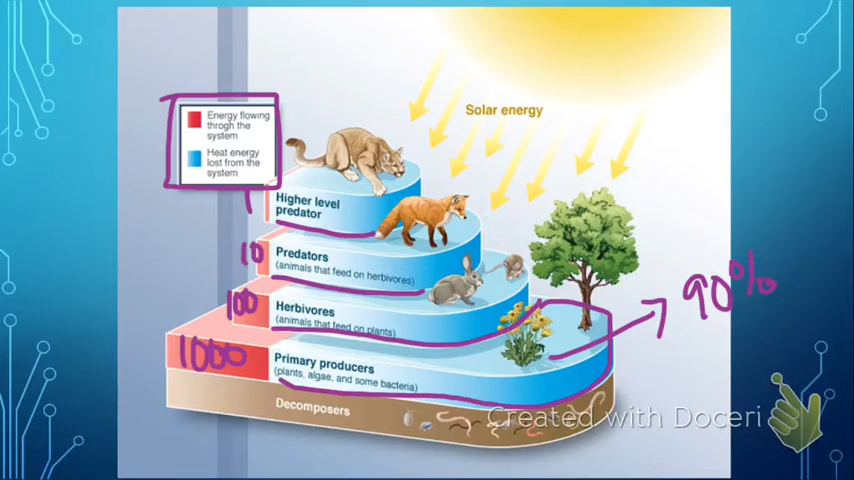 Solar energy
Energy flowing
throgh the
system
Heat energy
lost from the
system
1
Higher level
predator
10
Predators
(animals that feed on herbivores)
100
Herbivores
(animals that feed on plants)
90%
1000
Primary producers
(plants, algae, and some bacteria)
Decomposers
Created with Doceri